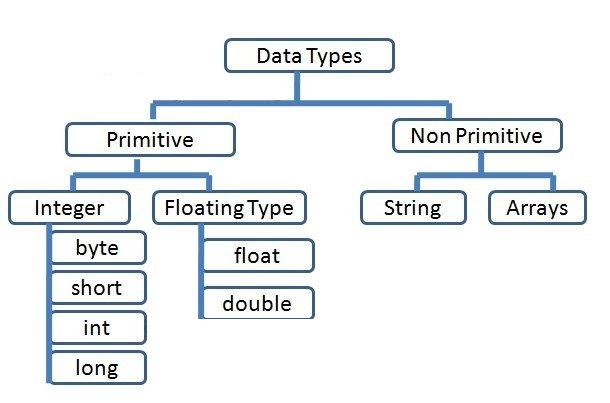 Data Types
Primitive
Non Primitive
Integer
Floating Type
String
Arrays
byte
short
int
long
float
double